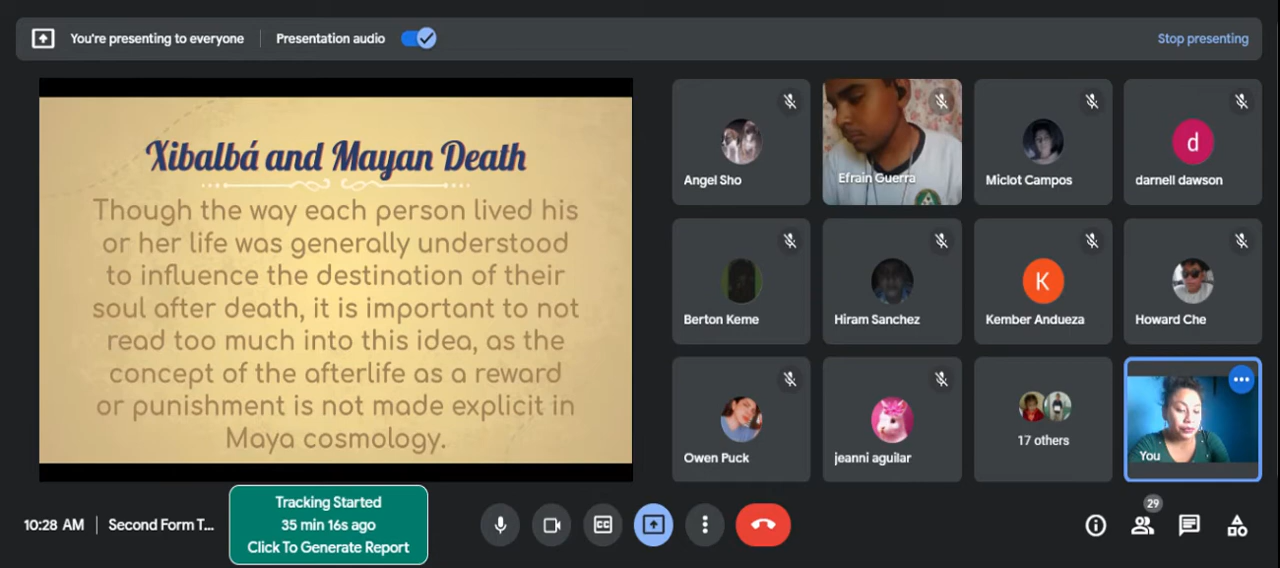 You're presenting to everyone
Presentation audio
Stop presenting
Xibalbá and Mayan Death
Though the way each person lived his
or her life was generally understood
to influence the destination of their
soul after death, it is important to not
read too much into this idea, as the
concept of the afterlife as a reward
or punishment is not made explicit in
Maya cosmology.
Angel Sho
Efrain Guerra
Miclot Campos
d
darnell dawson
Berton Keme
Hiram Sanchez
K
Kember Andueza
Howard Che
Owen Puck
jeanni aguilar
17 others
You
10:28 AM
Second Form T...
Tracking Started
35 min 16s ago
Click To Generate Report
CC
29